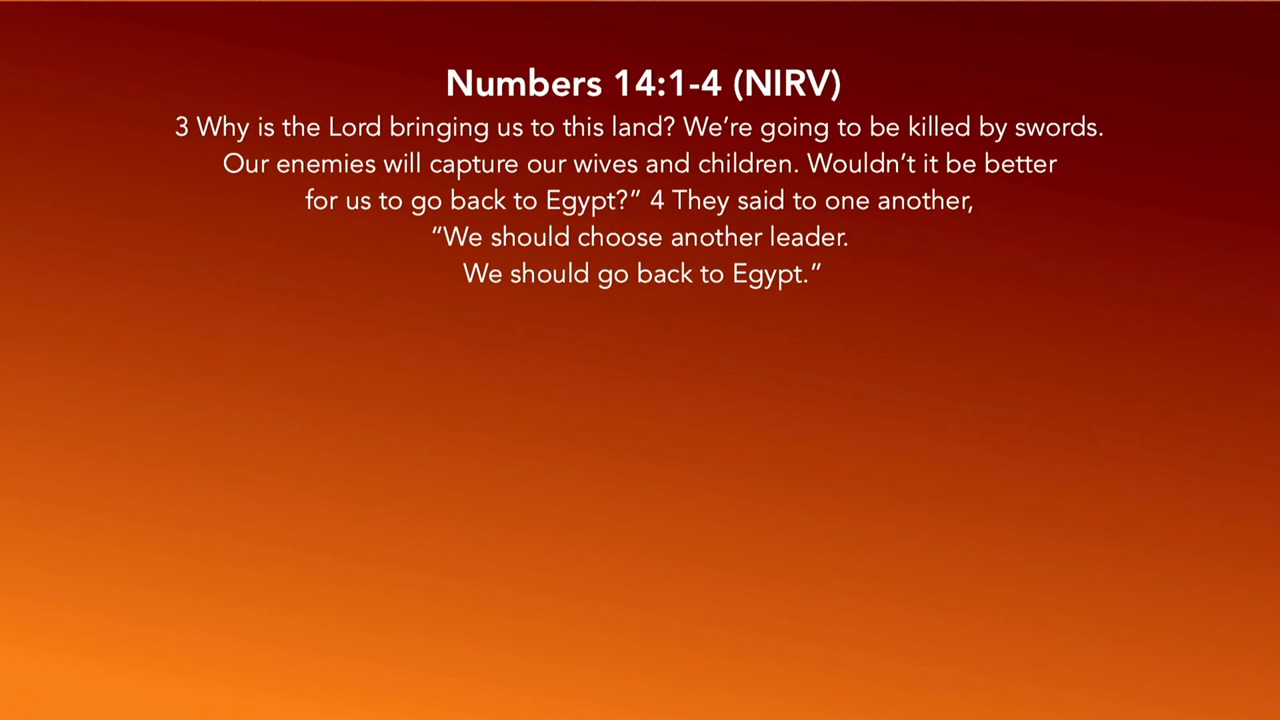 Numbers 14:1-4 (NIRV)
3 Why is the Lord bringing us to this land? We’re going to be killed by swords.
Our enemies will capture our wives and children. Wouldn’t it be better
for us to go back to Egypt?” 4 They said to one another,
“We should choose another leader.
We should go back to Egypt.”